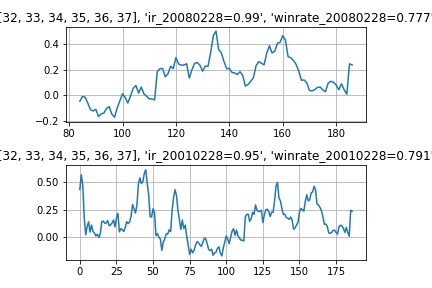 [32, 33, 34, 35, 36, 37], 'ir_20080228=0.99', 'winrate_20080228=0.777'
0.4
0.2
0.0
−0.2
80 100 120 140 160 180
[32, 33, 34, 35, 36, 37], 'ir_20010228=0.95', 'winrate_20010228=0.791'
0.50
0.25
0.00
0 25 50 75 100 125 150 175